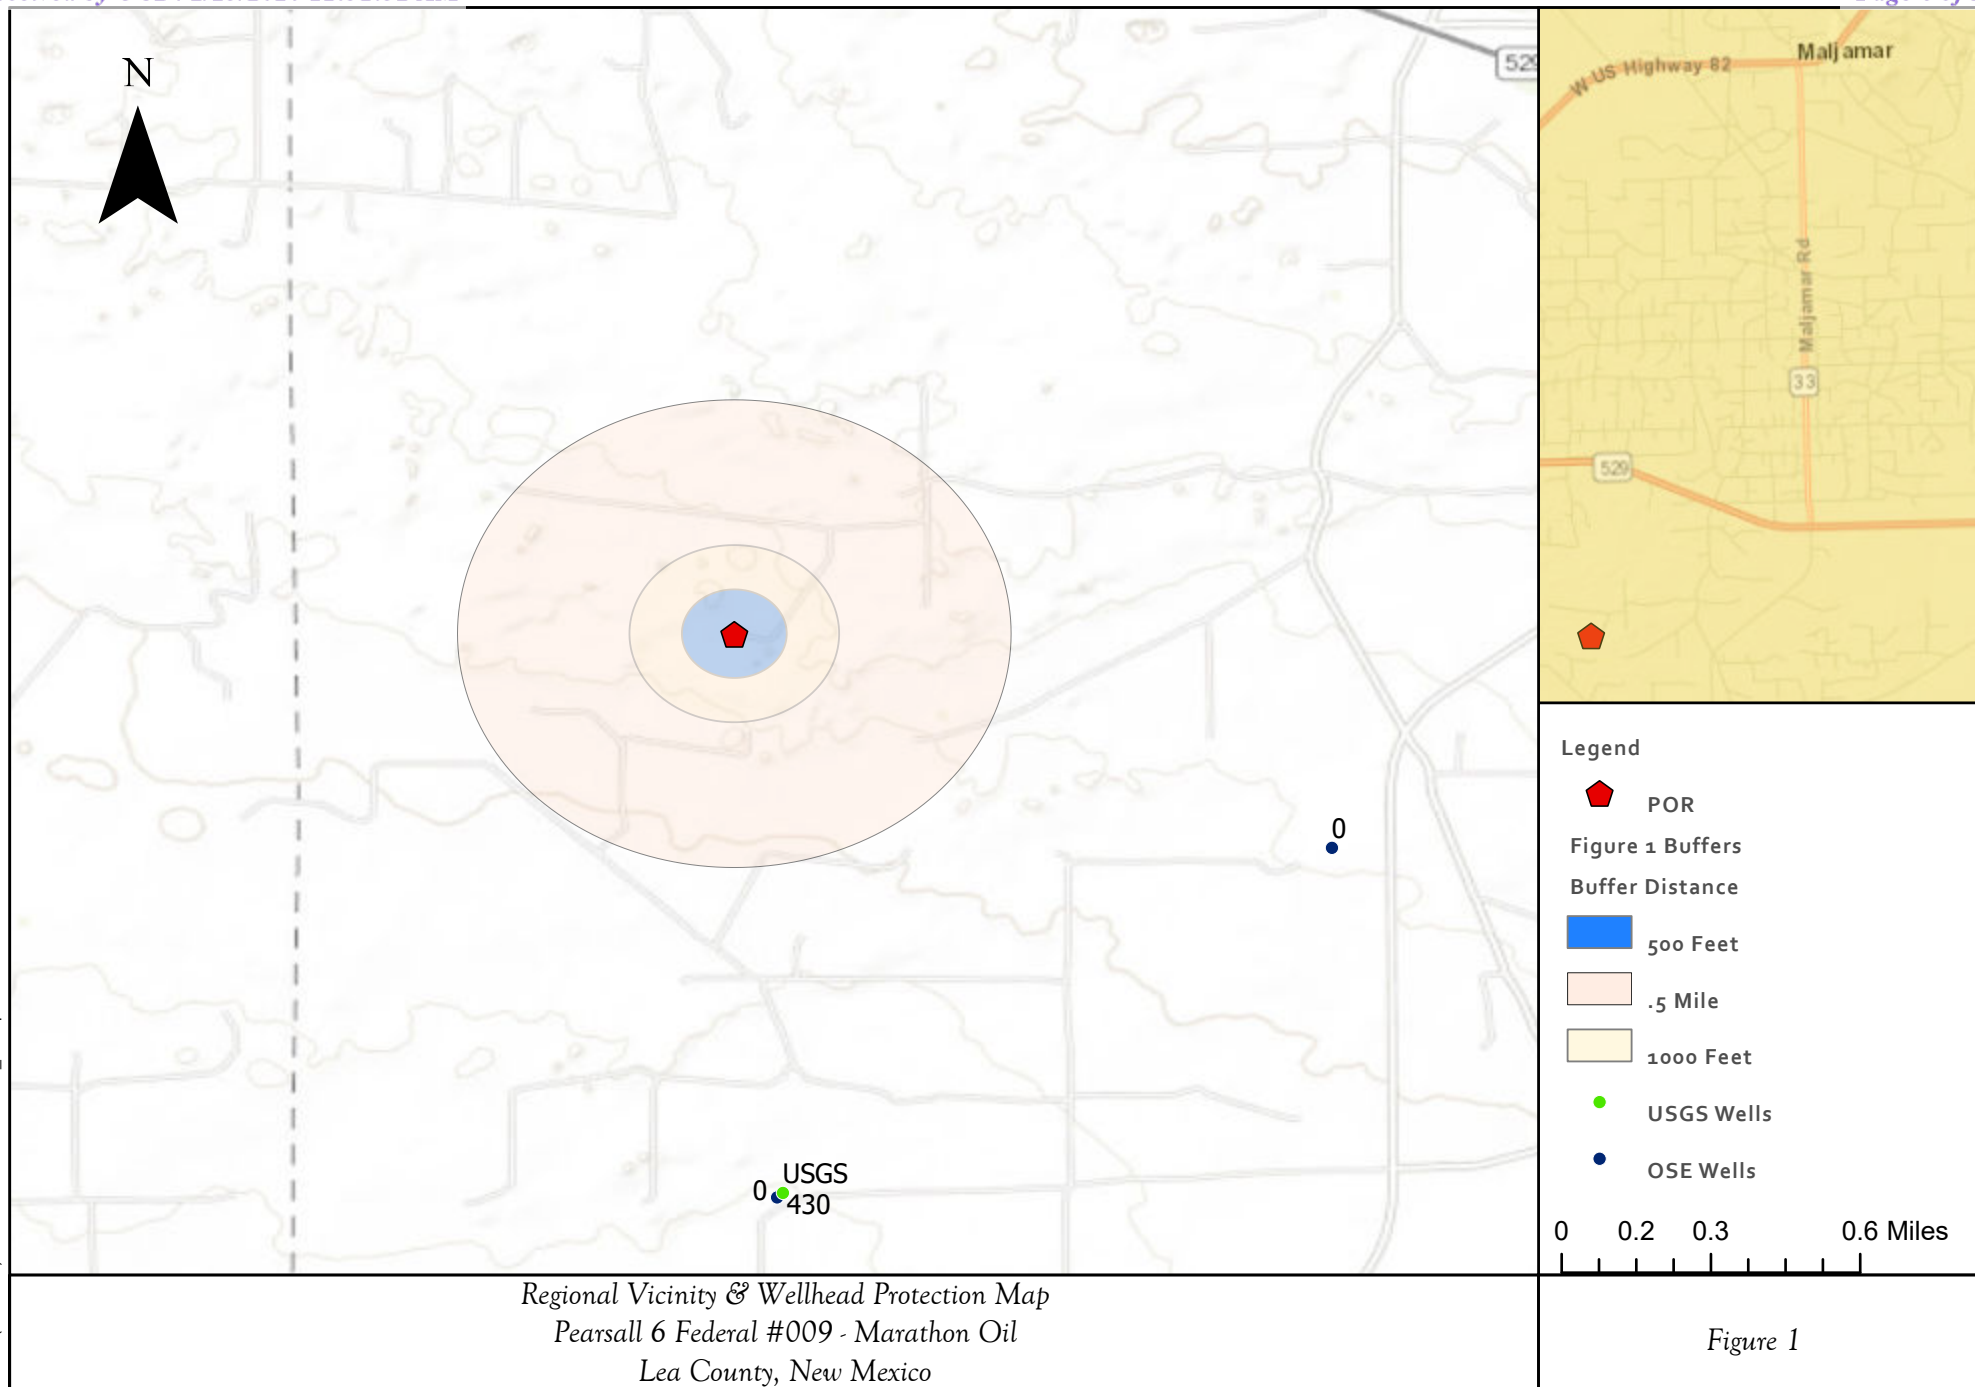 N
529
W US Highway 82
Maljamar
Maljamar Rd
33
529
0
USGS
0
430
Legend
POR
Figure 1 Buffers
Buffer Distance
500 Feet
.5 Mile
1000 Feet
USGS Wells
OSE Wells
0 0.2 0.3 0.6 Miles
Regional Vicinity & Wellhead Protection Map
Pearsall 6 Federal #009 - Marathon Oil
Lea County, New Mexico
Figure 1